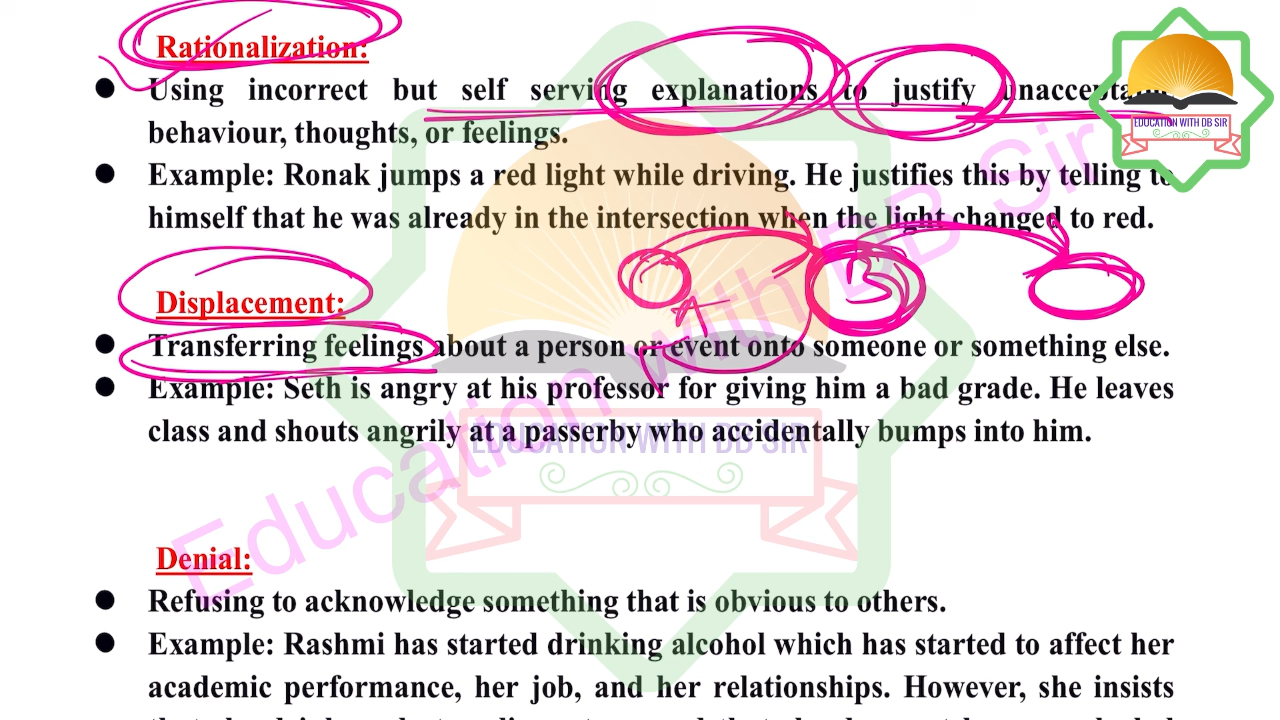 Rationalization:
● Using incorrect but self serving explanations to justify unacceptable
behaviour, thoughts, or feelings.
● Example: Ronak jumps a red light while driving. He justifies this by telling to
himself that he was already in the intersection when the light changed to red.
Displacement:
● Transferring feelings about a person or event onto someone or something else.
● Example: Seth is angry at his professor for giving him a bad grade. He leaves
class and shouts angrily at a passerby who accidentally bumps into him.
Denial:
● Refusing to acknowledge something that is obvious to others.
● Example: Rashmi has started drinking alcohol which has started to affect her
academic performance, her job, and her relationships. However, she insists
EDUCATION WITH DB SIR
EDUCATION WITH DB SIR
Education with DB Sir
A
B